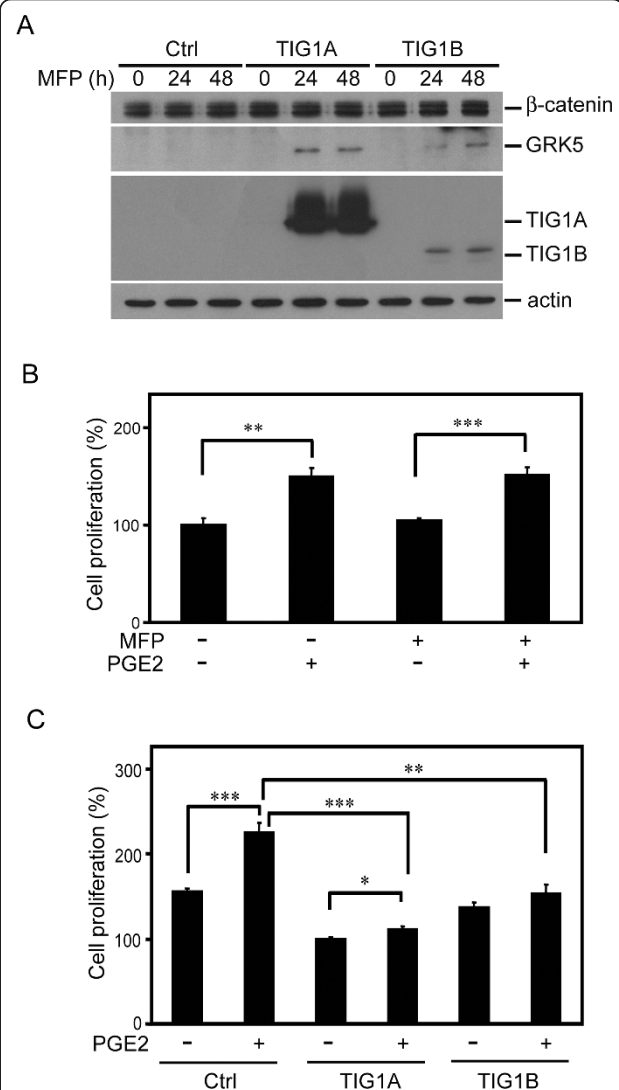 A
Ctrl TIG1A TIG1B
MFP (h) 0 24 48 0 24 48 0 24 48
β-catenin
GRK5
TIG1A
TIG1B
actin
B
Cell proliferation (%)
200
** ***
100
0
MFP - - + +
PGE2 - + - +
C
Cell proliferation (%)
300
**
*** ***
200
*
100
0
PGE2 - + - + - +
Ctrl TIG1A TIG1B